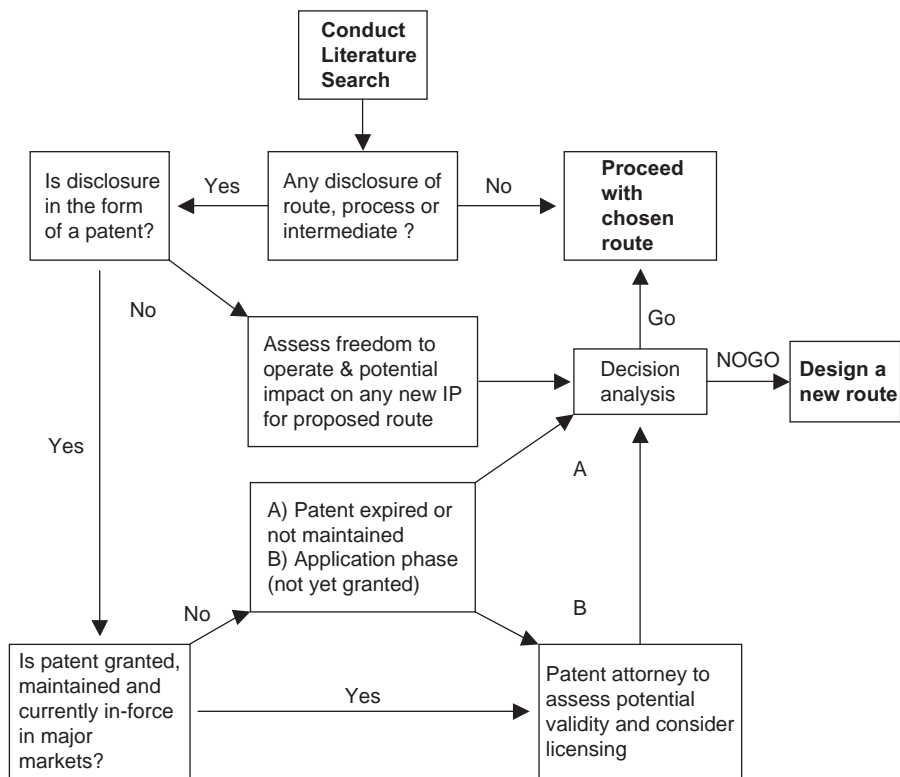 Conduct
Literature
Search
Is disclosure
in the form
of a patent?
Yes
Any disclosure of
route, process or
intermediate ?
No
Proceed
with
chosen
route
No
Assess freedom to
operate & potential
impact on any new IP
for proposed route
Go
Decision
analysis
NOGO
Design a
new route
Yes
A
A) Patent expired or
not maintained
B) Application phase
(not yet granted)
B
No
Is patent granted,
maintained and
currently in-force
in major
markets?
Yes
Patent attorney to
assess potential
validity and consider
licensing